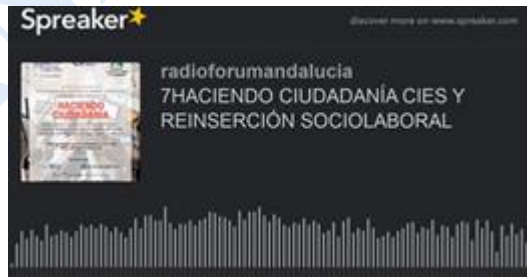 Spreaker
discover more on www.spreaker.com
radioforumandalucia
7HACIENDO CIUDADANÍA CIES Y
REINSERCIÓN SOCIOLABORAL
HACIENDO
CIUDADANÍA